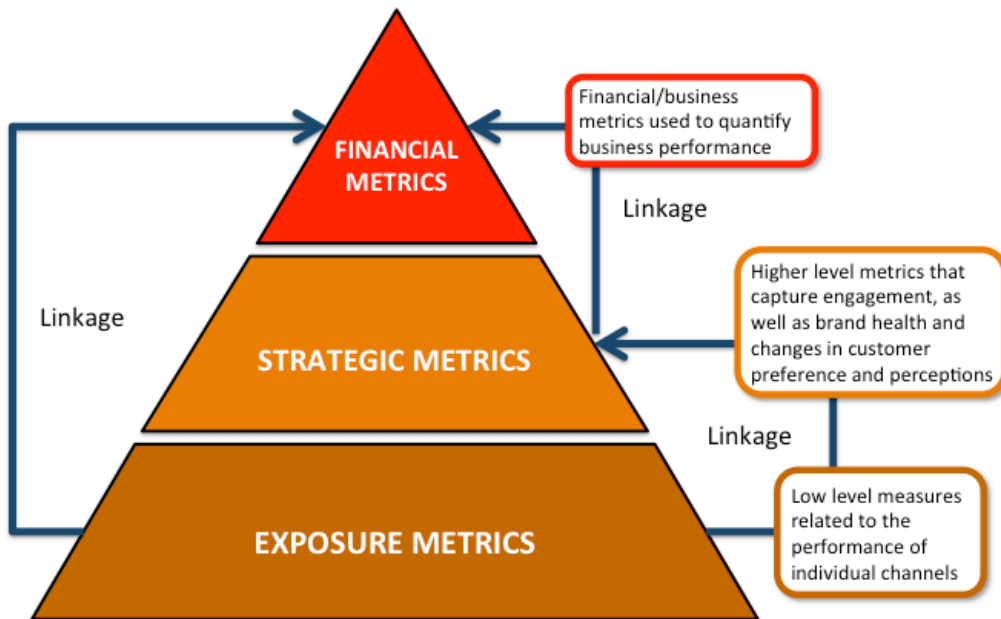 FINANCIAL
METRICS
Financial/business
metrics used to quantify
business performance
Linkage
Linkage
Higher level metrics that
capture engagement, as
well as brand health and
changes in customer
preference and perceptions
STRATEGIC METRICS
Linkage
Low level measures
related to the
performance of
individual channels
EXPOSURE METRICS